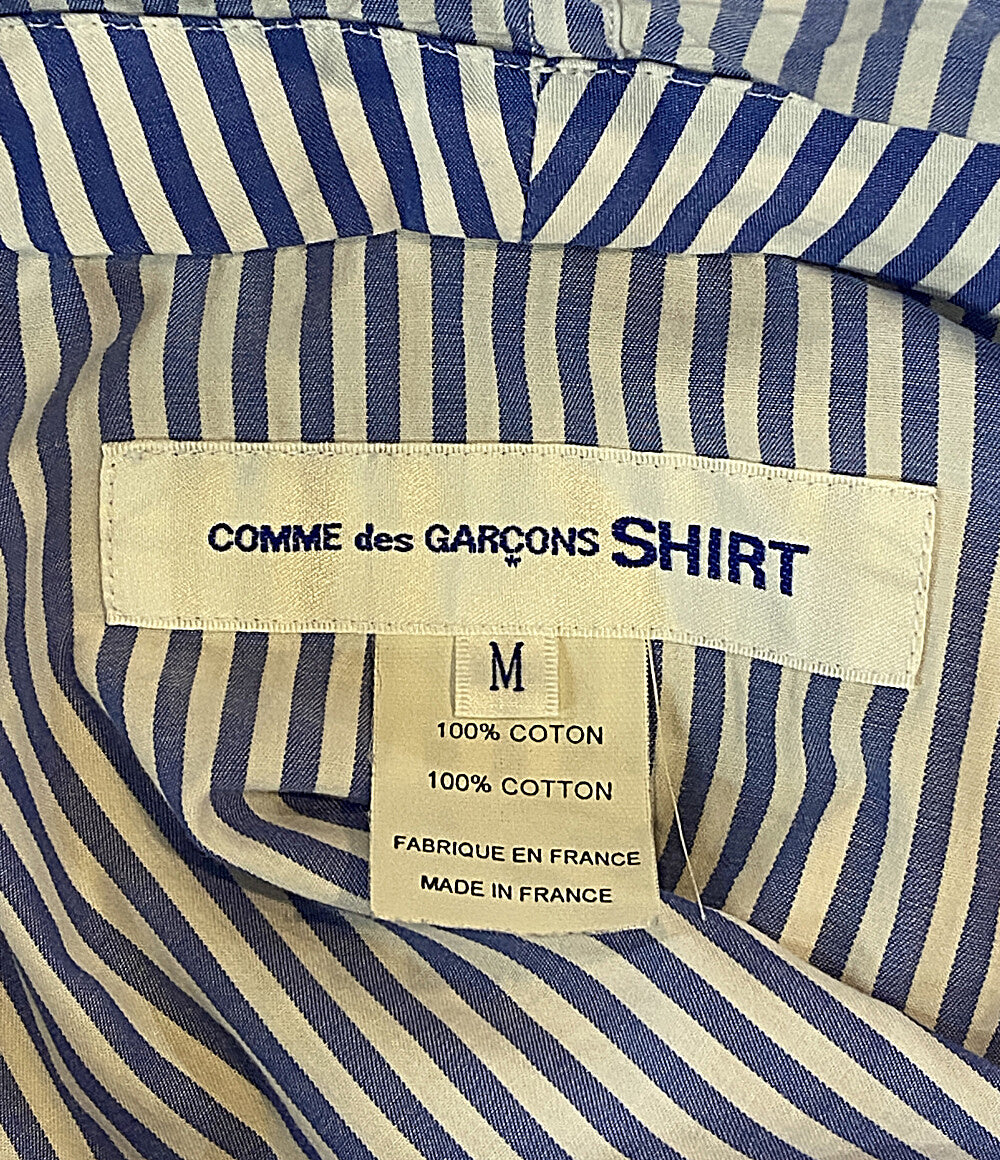 COMME des GARÇONS SHIRT
M
100% COTON
100% COTTON
FABRIQUE EN FRANCE
MADE IN FRANCE